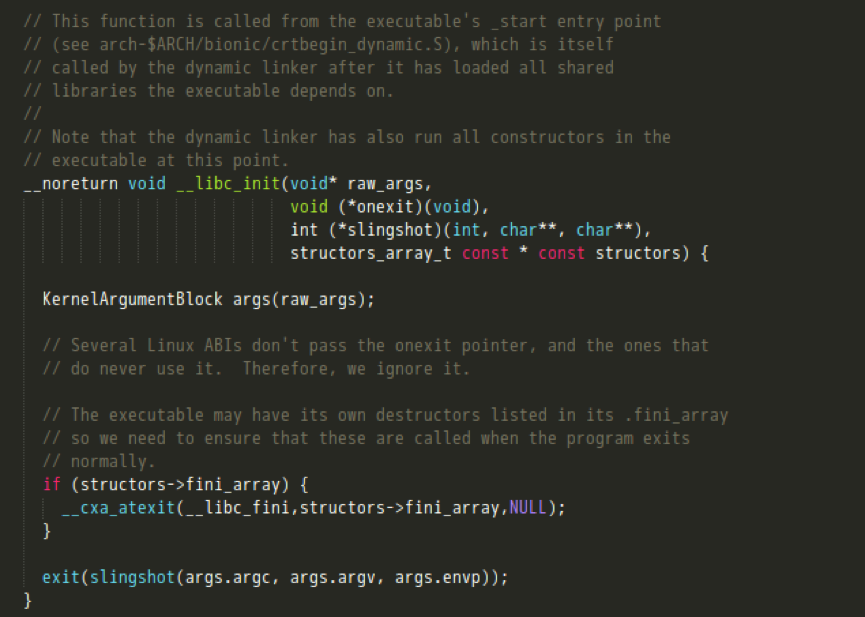 // This function is called from the executable's _start entry point
// (see arch-$ARCH/bionic/crtbegin_dynamic.S), which is itself
// called by the dynamic linker after it has loaded all shared
// libraries the executable depends on.
//
// Note that the dynamic linker has also run all constructors in the
// executable at this point.
__noreturn void __libc_init(void* raw_args,
                            void (*onexit)(void),
                            int (*slingshot)(int, char**, char**),
                            structors_array_t const * const structors) {

  KernelArgumentBlock args(raw_args);

  // Several Linux ABIs don't pass the onexit pointer, and the ones that
  // do never use it.  Therefore, we ignore it.

  // The executable may have its own destructors listed in its .fini_array
  // so we need to ensure that these are called when the program exits
  // normally.
  if (structors->fini_array) {
    __cxa_atexit(__libc_fini,structors->fini_array,NULL);
  }

  exit(slingshot(args.argc, args.argv, args.envp));
}